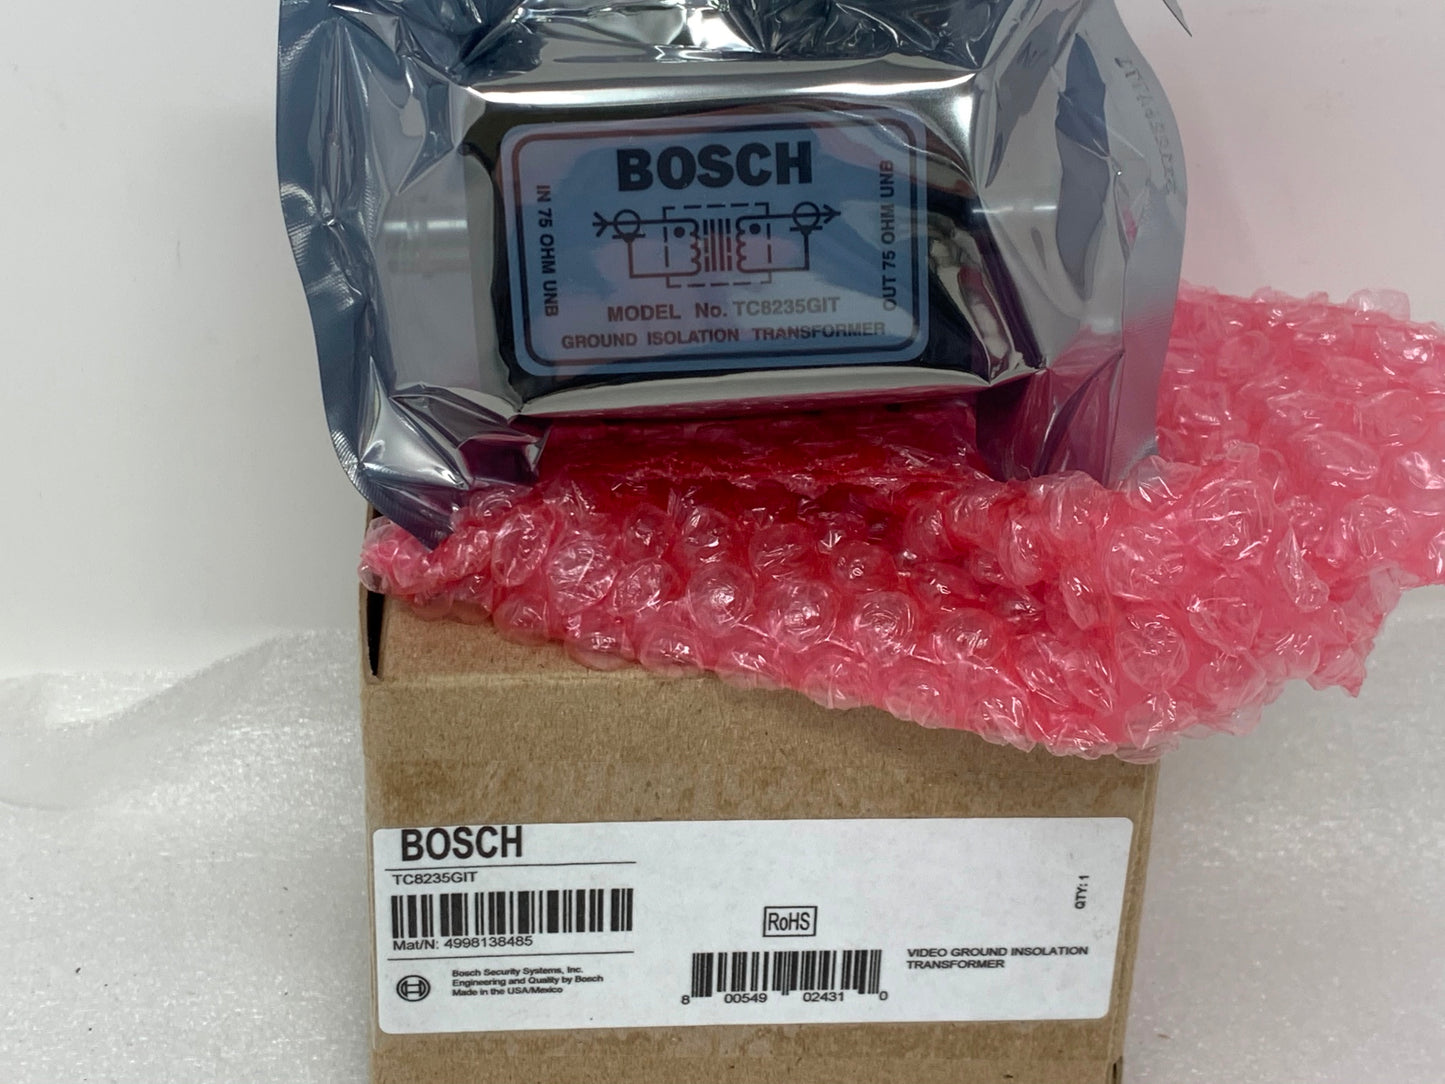 BOSCH
IN 75 OHM UNB
OUT 75 OHM UNB
MODEL No. TC8235GIT
GROUND ISOLATION TRANSFORMER
BOSCH
TC8235GIT
Mat/N: 4998138485
Bosch Security Systems, Inc.
Engineering and Quality by Bosch
Made in the USA/Mexico
RoHS
8 00549 02431 0
VIDEO GROUND INSOLATION
TRANSFORMER
QTY: 1